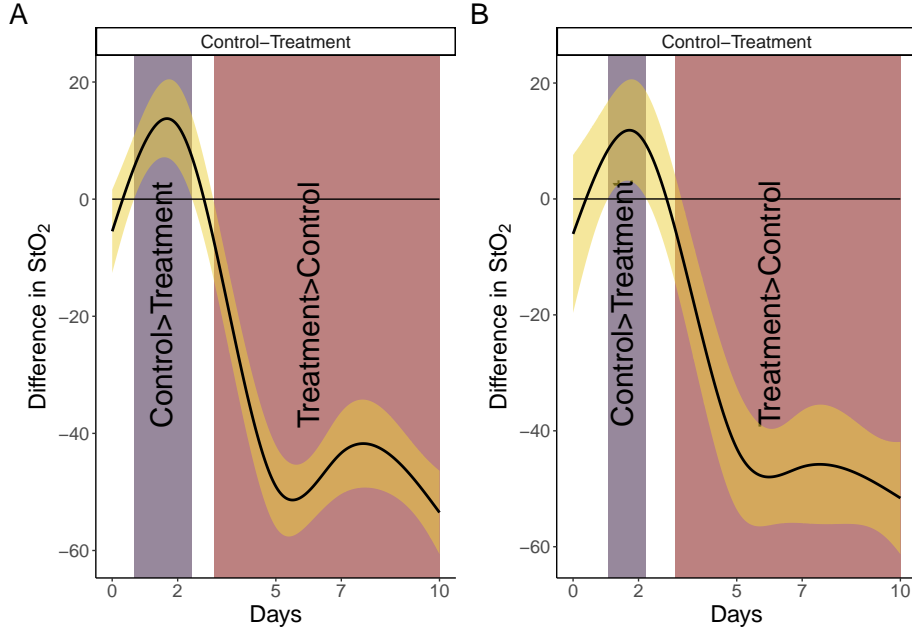 A
Control−Treatment
20
0
−20
−40
−60
Difference in StO2
Control>Treatment
Treatment>Control
0
2
5
7
10
Days
B
Control−Treatment
20
0
−20
−40
−60
Difference in StO2
Control>Treatment
Treatment>Control
0
2
5
7
10
Days